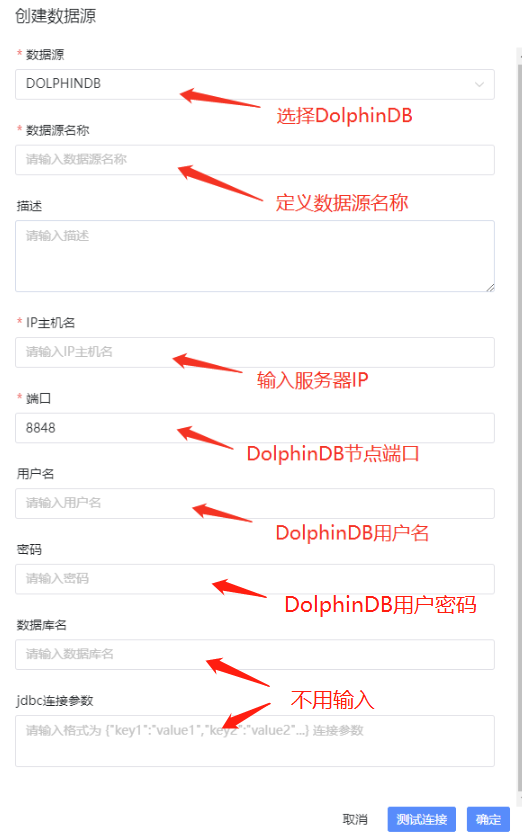 创建数据源
* 数据源
DOLPHINDB
选择DolphinDB
* 数据源名称
请输入数据源名称
定义数据源名称
描述
请输入描述
* IP主机名
请输入IP主机名
输入服务器IP
* 端口
8848
DolphinDB节点端口
用户名
请输入用户名
DolphinDB用户名
密码
请输入密码
DolphinDB用户密码
数据库名
请输入数据库名
不用输入
jdbc连接参数
请输入格式为 {"key1":"value1","key2":"value2"...} 连接参数
取消 测试连接 确定